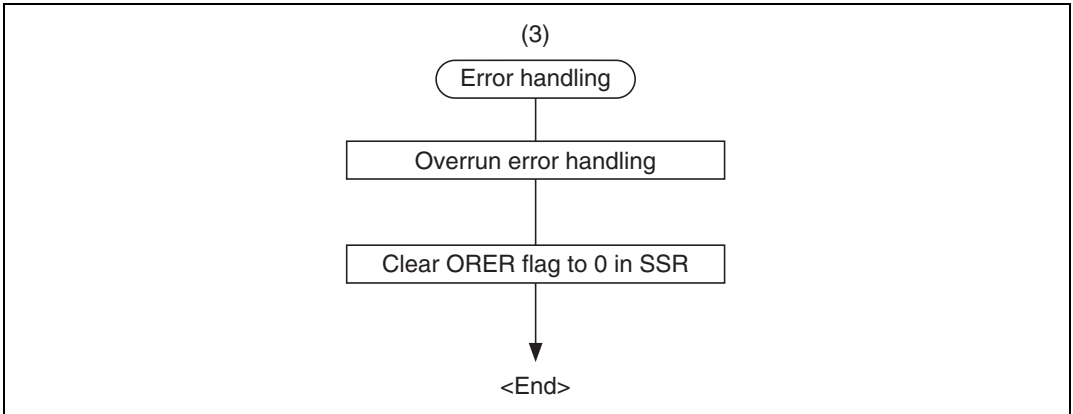 (3)
Error handling
Overrun error handling
Clear ORER flag to 0 in SSR
<End>